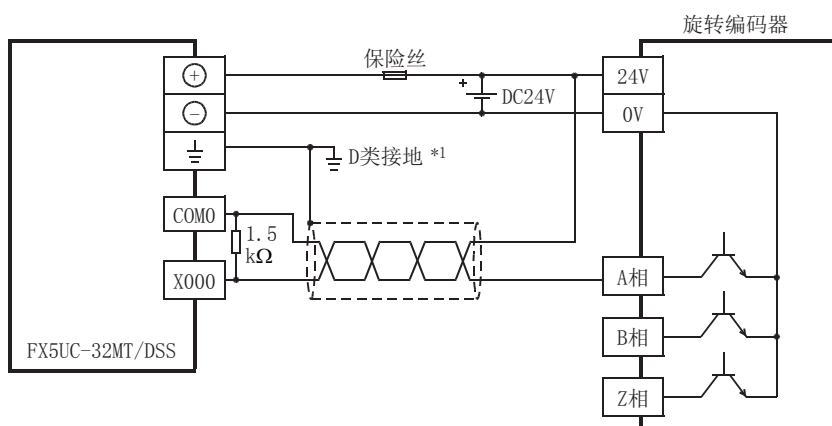 旋转编码器
保险丝
+
24V
DC24V
−
0V
D类接地 *1
COM0
1.5
kΩ
X000
A相
FX5UC-32MT/DSS
B相
Z相